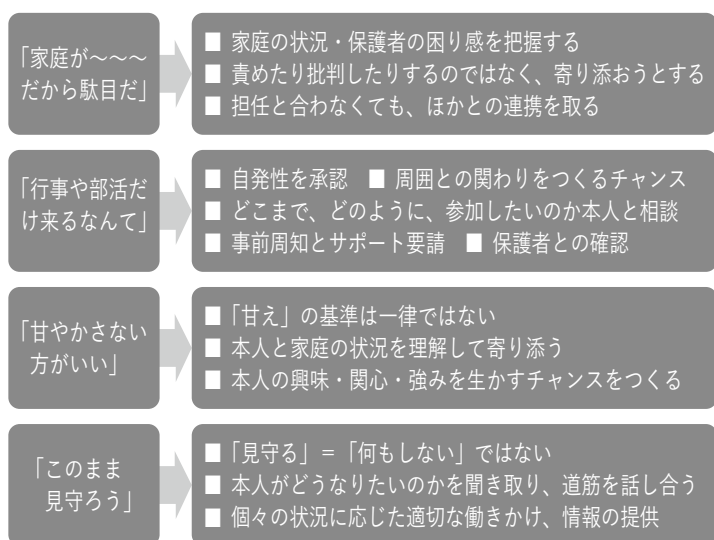 「家庭が～～～
だから駄目だ」
■ 家庭の状況・保護者の困り感を把握する
■ 責めたり批判したりするのではなく、寄り添おうとする
■ 担任と合わなくても、ほかとの連携を取る
「行事や部活だ
け来るなんて」
■ 自発性を承認　■ 周囲との関わりをつくるチャンス
■ どこまで、どのように、参加したいのか本人と相談
■ 事前周知とサポート要請　■ 保護者との確認
「甘やかさない
方がいい」
■「甘え」の基準は一律ではない
■ 本人と家庭の状況を理解して寄り添う
■ 本人の興味・関心・強みを生かすチャンスをつくる
「このまま
見守ろう」
■「見守る」＝「何もしない」ではない
■ 本人がどうなりたいのかを聞き取り、道筋を話し合う
■ 個々の状況に応じた適切な働きかけ、情報の提供